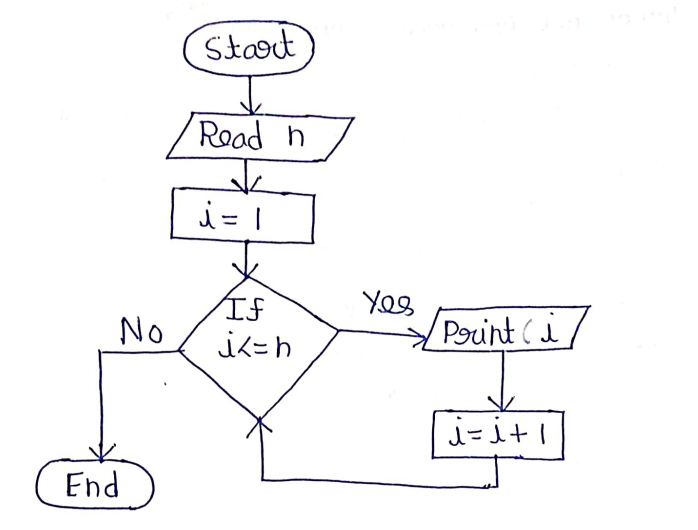 Start
Read n
i = 1
If
i<=n
Yes
No
Print( i
i = i + 1
End